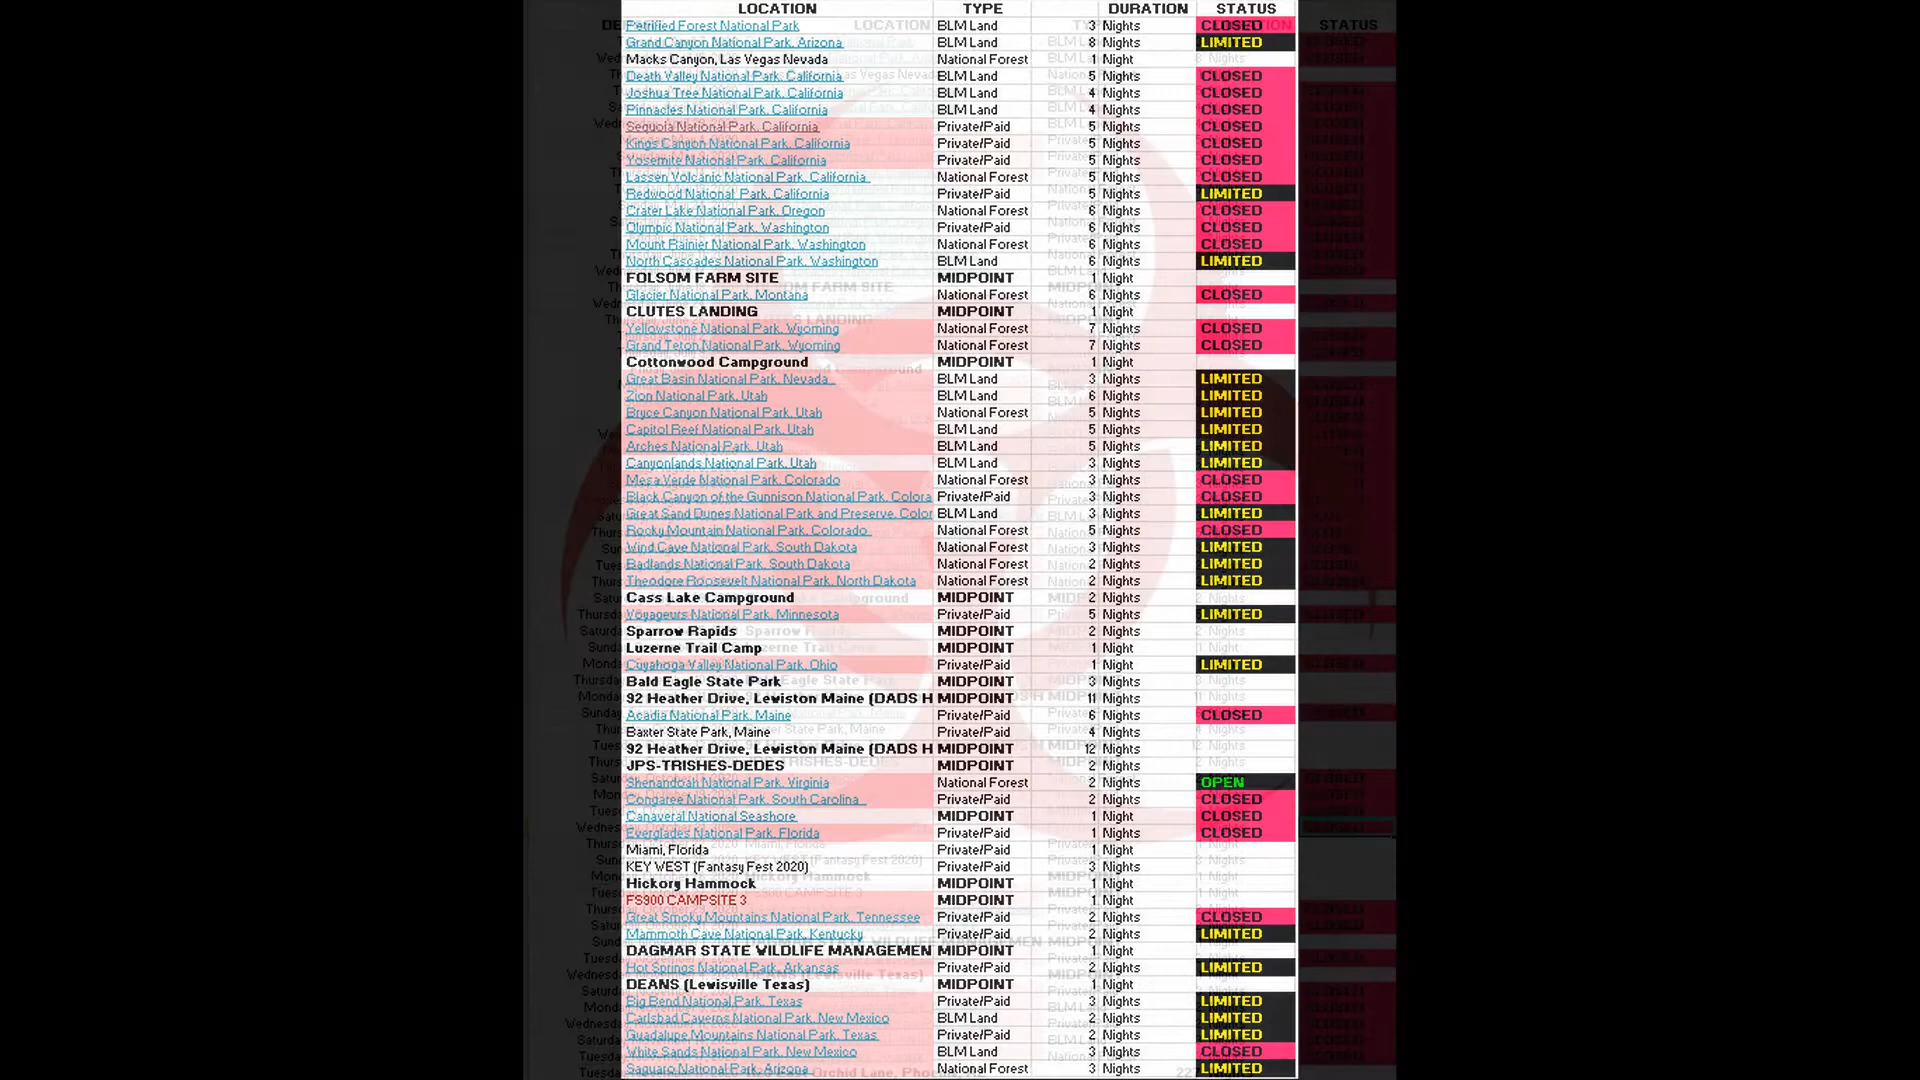 LOCATION TYPE DURATION STATUS
Petrified Forest National Park BLM Land 3 Nights CLOSED
Grand Canyon National Park, Arizona BLM Land 8 Nights LIMITED
Macks Canyon, Las Vegas Nevada National Forest 1 Night
Death Valley National Park, California BLM Land 5 Nights CLOSED
Joshua Tree National Park, California BLM Land 4 Nights CLOSED
Pinnacles National Park, California BLM Land 4 Nights CLOSED
Sequoia National Park, California Private/Paid 5 Nights CLOSED
Kings Canyon National Park, California Private/Paid 5 Nights CLOSED
Yosemite National Park, California Private/Paid 5 Nights CLOSED
Lassen Volcanic National Park, California National Forest 5 Nights CLOSED
Redwood National Park, California Private/Paid 5 Nights LIMITED
Crater Lake National Park, Oregon National Forest 6 Nights CLOSED
Olympic National Park, Washington Private/Paid 6 Nights CLOSED
Mount Rainier National Park, Washington National Forest 6 Nights CLOSED
North Cascades National Park, Washington BLM Land 6 Nights LIMITED
FOLSOM FARM SITE MIDPOINT 1 Night
Glacier National Park, Montana National Forest 6 Nights CLOSED
CLUTES LANDING MIDPOINT 1 Night
Yellowstone National Park, Wyoming National Forest 7 Nights CLOSED
Grand Teton National Park, Wyoming National Forest 7 Nights CLOSED
Cottonwood Campground MIDPOINT 1 Night
Great Basin National Park, Nevada BLM Land 3 Nights LIMITED
Zion National Park, Utah BLM Land 6 Nights LIMITED
Bryce Canyon National Park, Utah National Forest 5 Nights LIMITED
Capitol Reef National Park, Utah BLM Land 5 Nights LIMITED
Arches National Park, Utah BLM Land 5 Nights LIMITED
Canyonlands National Park, Utah BLM Land 3 Nights LIMITED
Mesa Verde National Park, Colorado National Forest 3 Nights CLOSED
Black Canyon of the Gunnison National Park, Colora Private/Paid 3 Nights CLOSED
Great Sand Dunes National Park and Preserve, Color BLM Land 3 Nights LIMITED
Rocky Mountain National Park, Colorado National Forest 5 Nights CLOSED
Wind Cave National Park, South Dakota National Forest 3 Nights LIMITED
Badlands National Park, South Dakota National Forest 2 Nights LIMITED
Theodore Roosevelt National Park, North Dakota National Forest 2 Nights LIMITED
Cass Lake Campground MIDPOINT 2 Nights
Voyageurs National Park, Minnesota Private/Paid 5 Nights LIMITED
Sparrow Rapids MIDPOINT 2 Nights
Luzerne Trail Camp MIDPOINT 1 Night
Cuyahoga Valley National Park, Ohio Private/Paid 1 Night LIMITED
Bald Eagle State Park MIDPOINT 3 Nights
92 Heather Drive, Lewiston Maine (DADS H MIDPOINT 11 Nights
Acadia National Park, Maine Private/Paid 6 Nights CLOSED
Baxter State Park, Maine Private/Paid 4 Nights
92 Heather Drive, Lewiston Maine (DADS H MIDPOINT 12 Nights
JPS-TRISHES-DEDES MIDPOINT 2 Nights
Shenandoah National Park, Virginia National Forest 2 Nights OPEN
Congaree National Park, South Carolina Private/Paid 2 Nights CLOSED
Canaveral National Seashore MIDPOINT 1 Night CLOSED
Everglades National Park, Florida Private/Paid 1 Night CLOSED
Miami, Florida Private/Paid 1 Night
KEY WEST (Fantasy Fest 2020) Private/Paid 3 Nights
Hickory Hammock MIDPOINT 1 Night
FS900 CAMPSITE 3 MIDPOINT 1 Night
Great Smoky Mountains National Park, Tennessee Private/Paid 2 Nights CLOSED
Mammoth Cave National Park, Kentucky Private/Paid 2 Nights LIMITED
DAGMAR STATE WILDLIFE MANAGEMEN MIDPOINT 1 Night
Hot Springs National Park, Arkansas Private/Paid 2 Nights LIMITED
DEANS (Lewisville Texas) MIDPOINT 1 Night
Big Bend National Park, Texas Private/Paid 3 Nights LIMITED
Carlsbad Caverns National Park, New Mexico BLM Land 2 Nights LIMITED
Guadalupe Mountains National Park, Texas Private/Paid 2 Nights LIMITED
White Sands National Park, New Mexico BLM Land 3 Nights CLOSED
Saguaro National Park, Arizona National Forest 3 Nights LIMITED